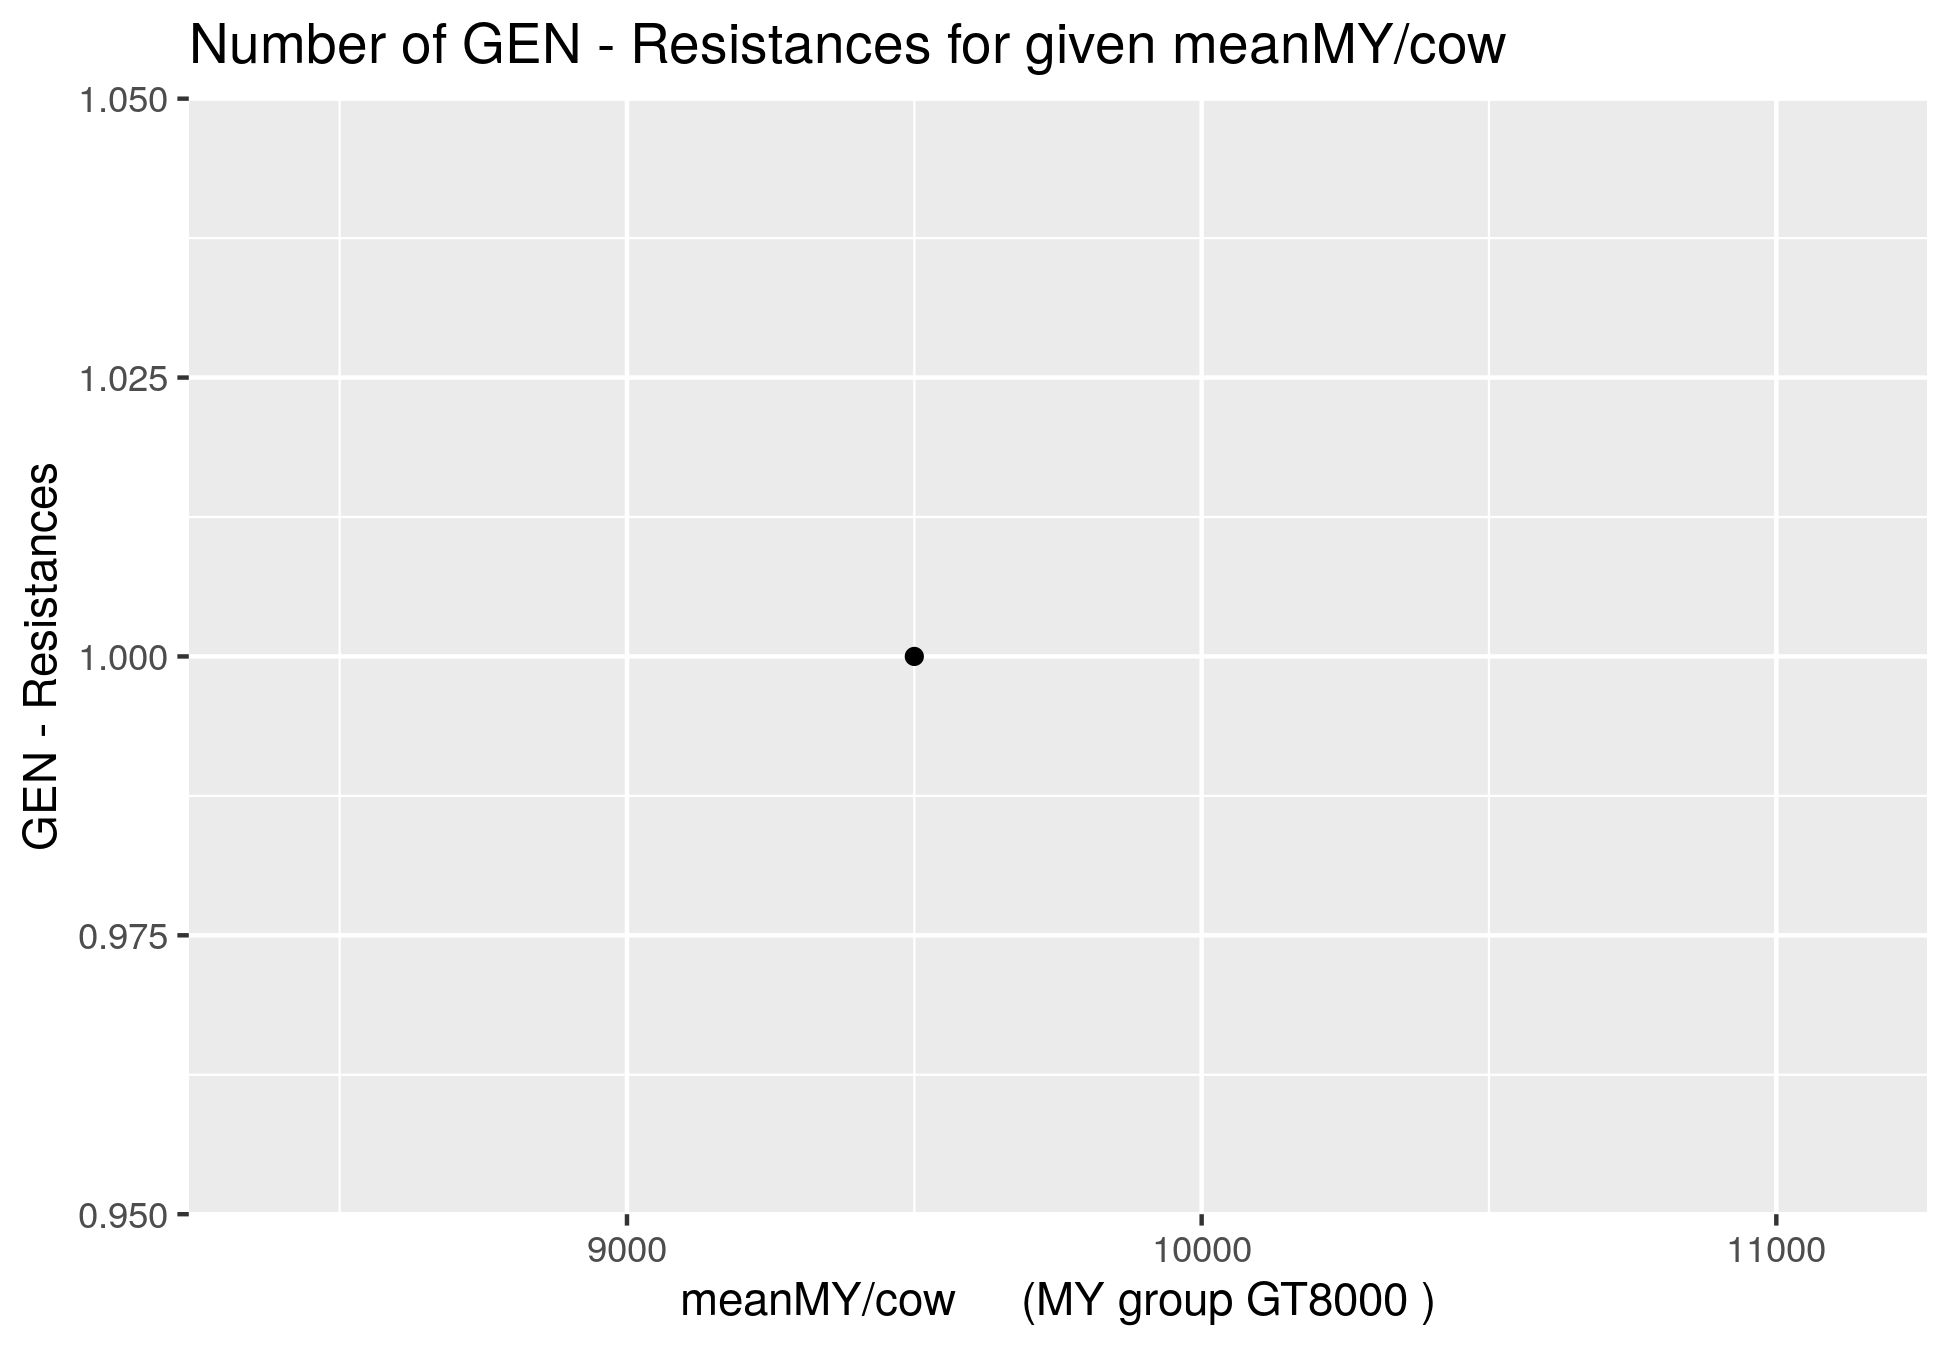 Number of GEN - Resistances for given meanMY/cow
1.050
1.025
1.000
0.975
0.950
GEN - Resistances
9000 10000 11000
meanMY/cow (MY group GT8000 )